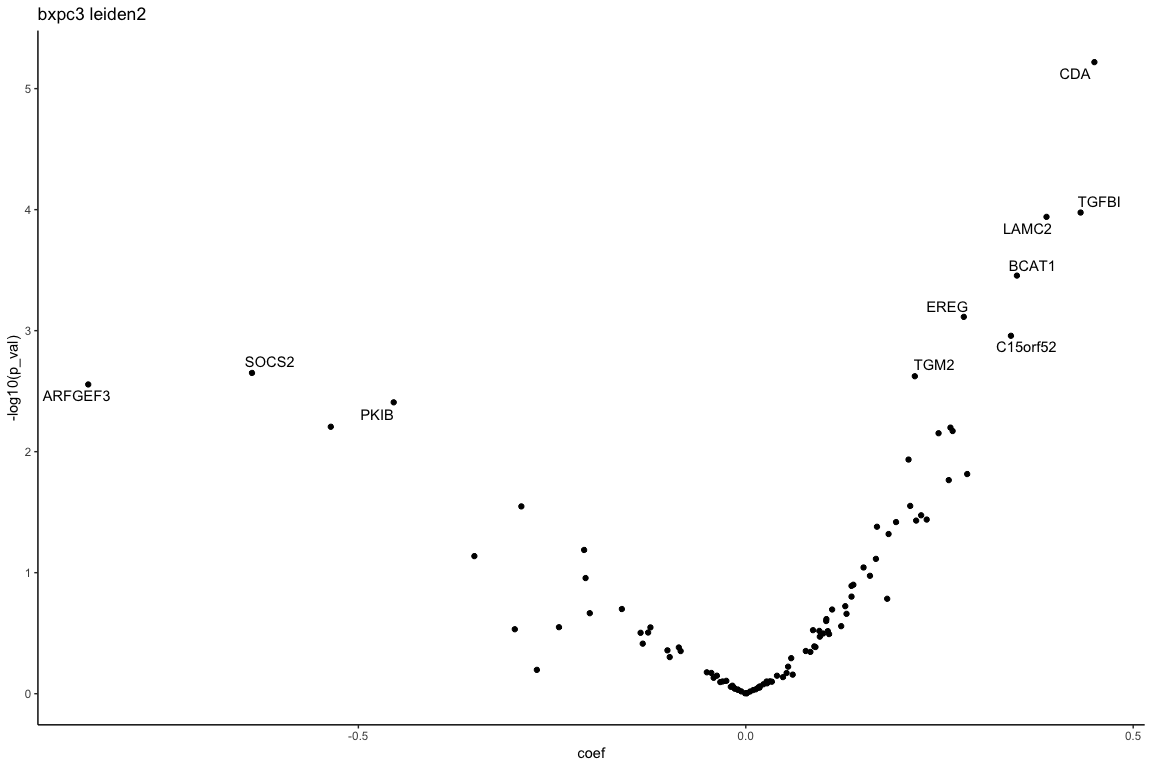 bxpc3 leiden2
CDA
TGFBI
LAMC2
BCAT1
EREG
C15orf52
SOCS2
TGM2
ARFGEF3
PKIB
5
4
3
2
1
0
-log10(p_val)
-0.5
0.0
0.5
coef